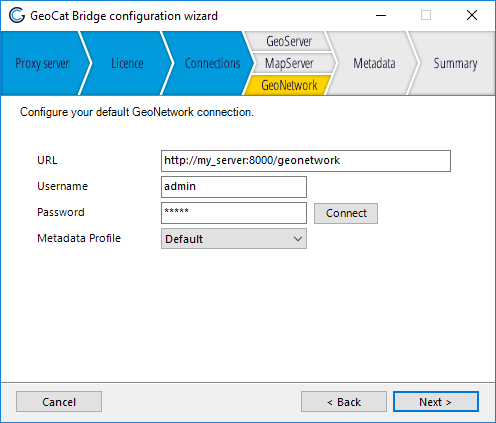 GeoCat Bridge configuration wizard
Proxy server
Licence
Connections
GeoServer
MapServer
GeoNetwork
Metadata
Summary
Configure your default GeoNetwork connection.
URL http://my_server:8000/geonetwork
Username admin
Password *****  Connect
Metadata Profile Default
Cancel < Back Next >